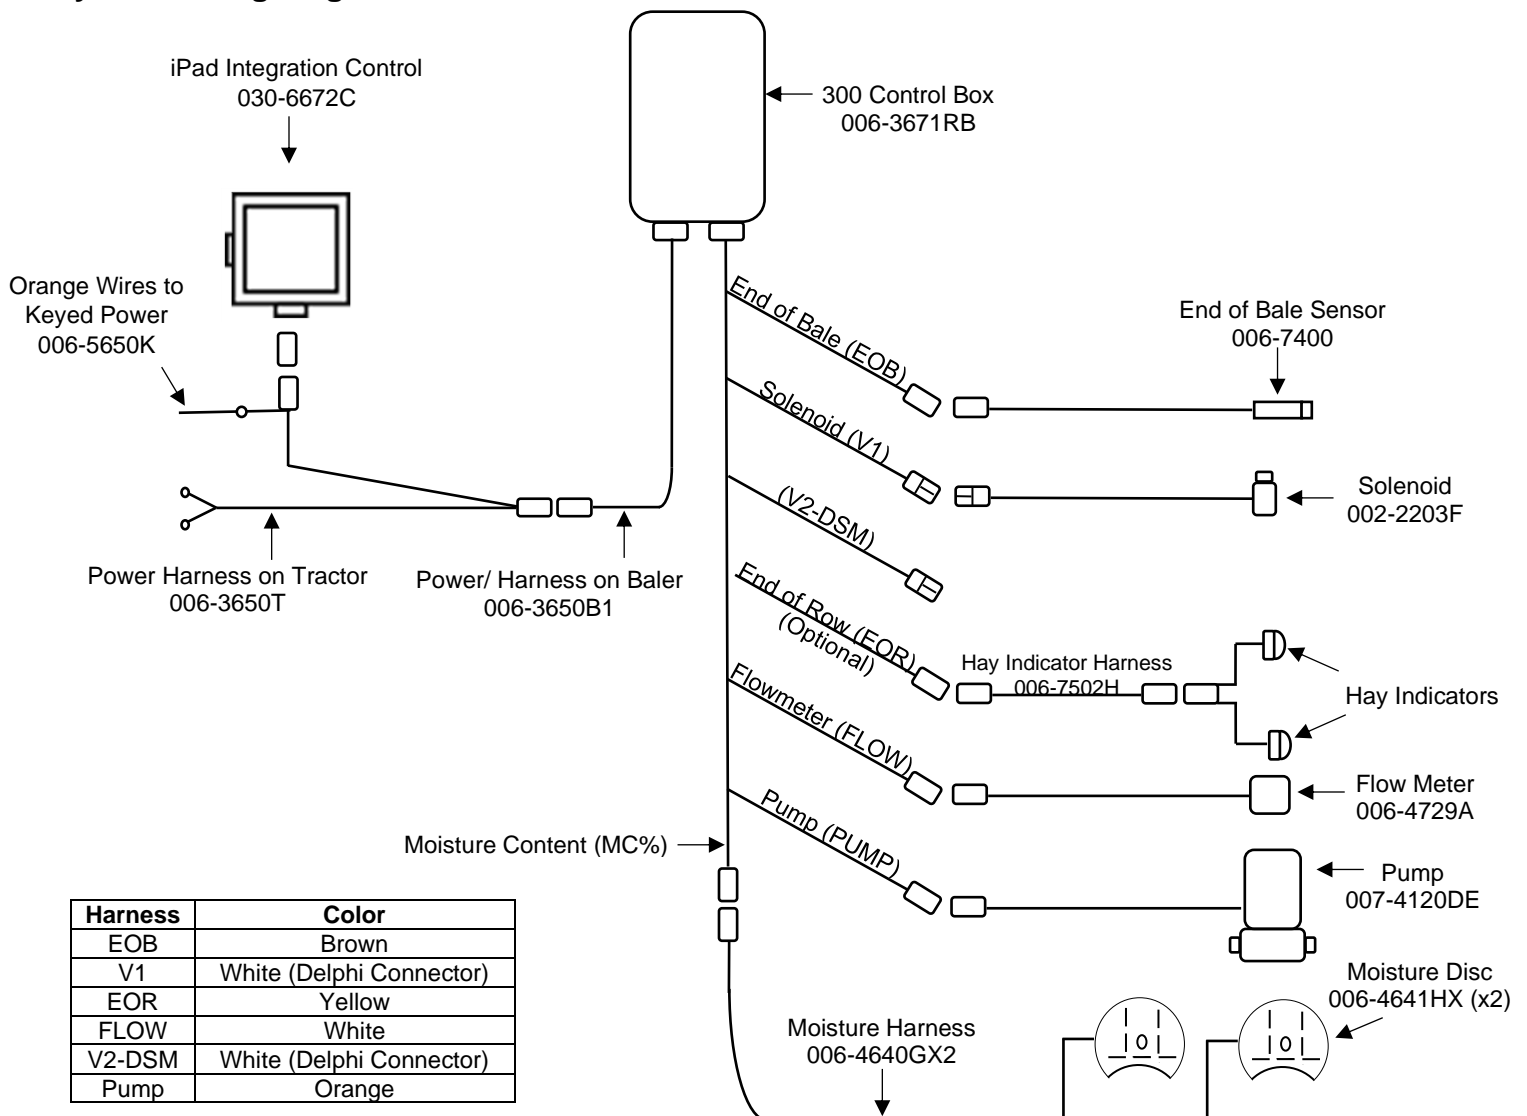 iPad Integration Control
030-6672C
300 Control Box
006-3671RB
Orange Wires to
Keyed Power
006-5650K
End of Bale (EOB)
End of Bale Sensor
006-7400
Solenoid (V1)
Solenoid
002-2203F
(V2-DSM)
Power Harness on Tractor
006-3650T
Power/ Harness on Baler
006-3650B1
End of Row (EOR)
(Optional)
Hay Indicator Harness
006-7502H
Hay Indicators
Flowmeter (FLOW)
Flow Meter
006-4729A
Pump (PUMP)
Moisture Content (MC%)
Pump
007-4120DE
Harness Color
EOB Brown
V1 White (Delphi Connector)
EOR Yellow
FLOW White
V2-DSM White (Delphi Connector)
Pump Orange
Moisture Disc
006-4641HX (x2)
Moisture Harness
006-4640GX2